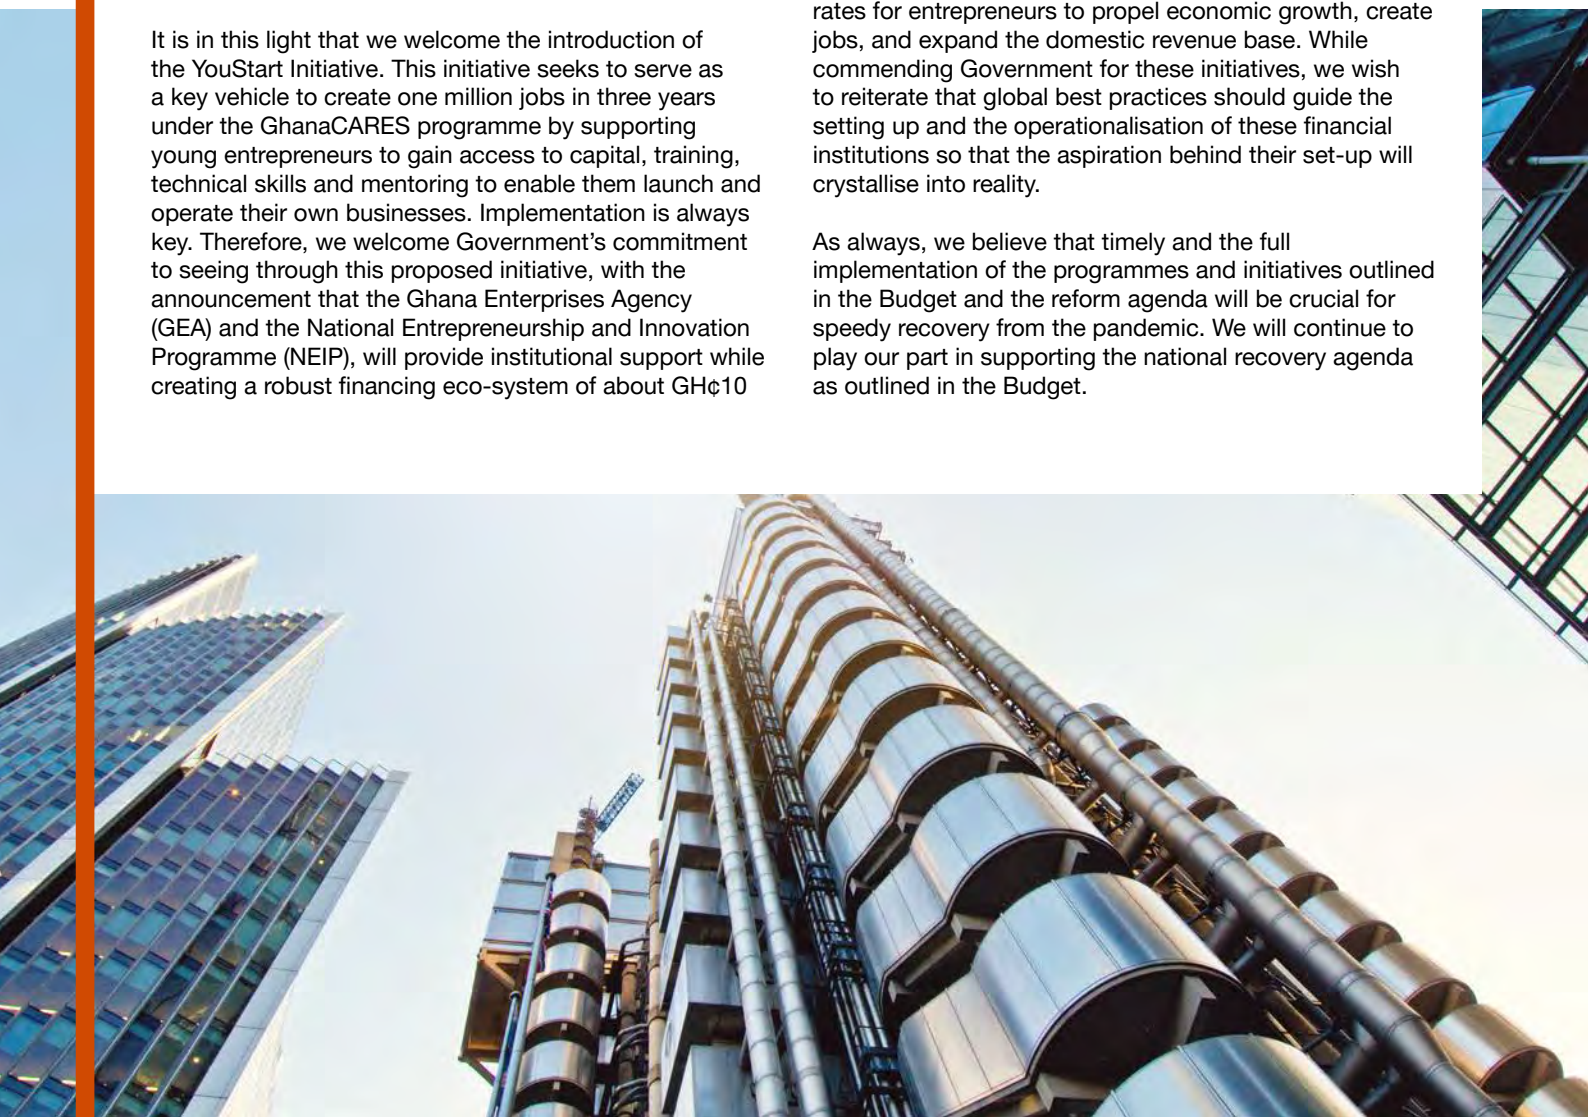 It is in this light that we welcome the introduction of
the YouStart Initiative. This initiative seeks to serve as
a key vehicle to create one million jobs in three years
under the GhanaCARES programme by supporting
young entrepreneurs to gain access to capital, training,
technical skills and mentoring to enable them launch and
operate their own businesses. Implementation is always
key. Therefore, we welcome Government’s commitment
to seeing through this proposed initiative, with the
announcement that the Ghana Enterprises Agency
(GEA) and the National Entrepreneurship and Innovation
Programme (NEIP), will provide institutional support while
creating a robust financing eco-system of about GH¢10
rates for entrepreneurs to propel economic growth, create
jobs, and expand the domestic revenue base. While
commending Government for these initiatives, we wish
to reiterate that global best practices should guide the
setting up and the operationalisation of these financial
institutions so that the aspiration behind their set-up will
crystallise into reality.
As always, we believe that timely and the full
implementation of the programmes and initiatives outlined
in the Budget and the reform agenda will be crucial for
speedy recovery from the pandemic. We will continue to
play our part in supporting the national recovery agenda
as outlined in the Budget.